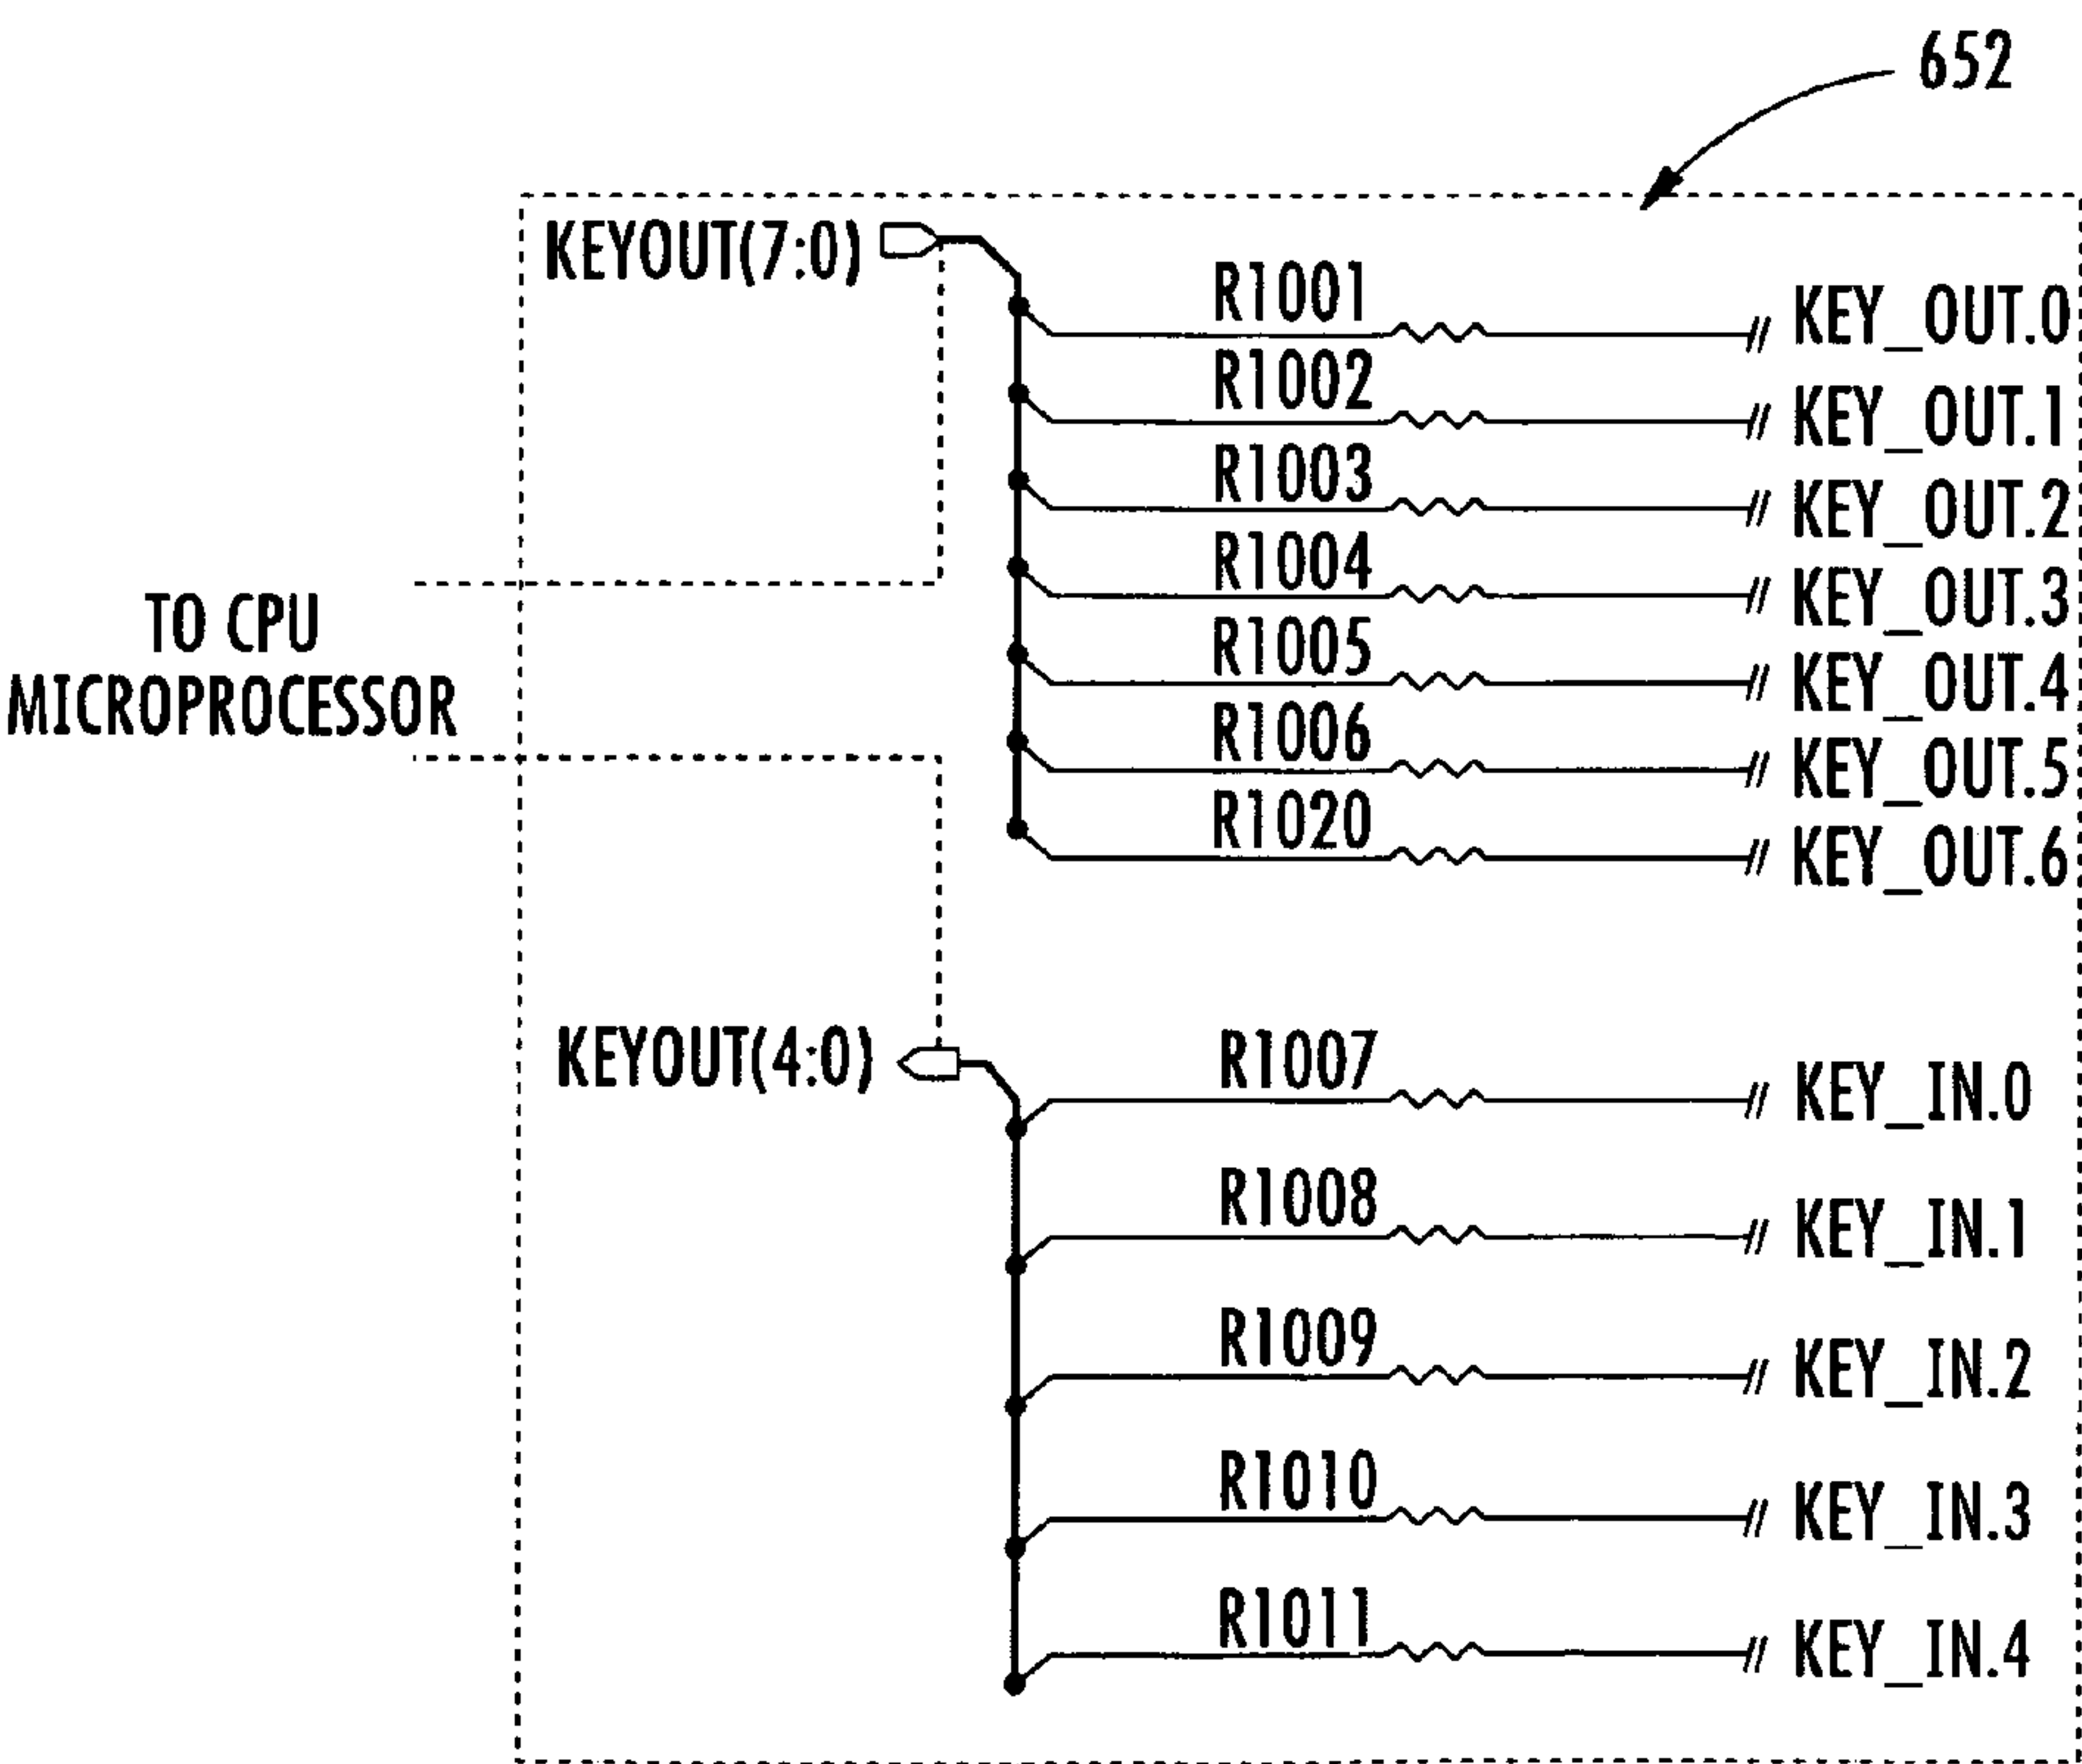 652
KEYOUT(7:0)
R1001
KEY_OUT.0
R1002
KEY_OUT.1
R1003
KEY_OUT.2
R1004
KEY_OUT.3
TO CPU
MICROPROCESSOR
R1005
KEY_OUT.4
R1006
KEY_OUT.5
R1020
KEY_OUT.6
KEYOUT(4:0)
R1007
KEY_IN.0
R1008
KEY_IN.1
R1009
KEY_IN.2
R1010
KEY_IN.3
R1011
KEY_IN.4